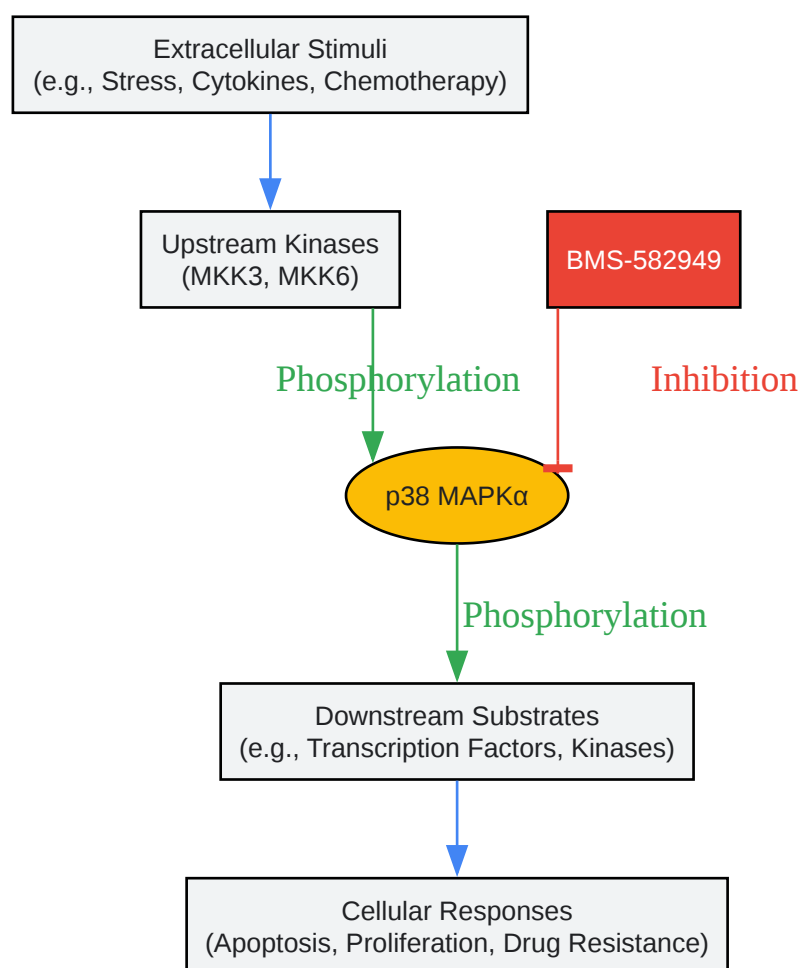 Extracellular Stimuli
(e.g., Stress, Cytokines, Chemotherapy)
Upstream Kinases
(MKK3, MKK6)
BMS-582949
Phosphorylation
Inhibition
p38 MAPKα
Phosphorylation
Downstream Substrates
(e.g., Transcription Factors, Kinases)
Cellular Responses
(Apoptosis, Proliferation, Drug Resistance)